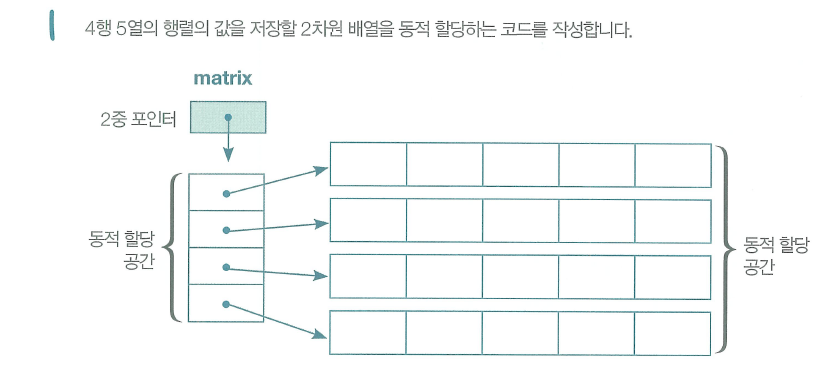 4행 5열의 행렬의 값을 저장할 2차원 배열을 동적 할당하는 코드를 작성합니다.
matrix
2중 포인터
동적 할당
공간
동적 할당
공간